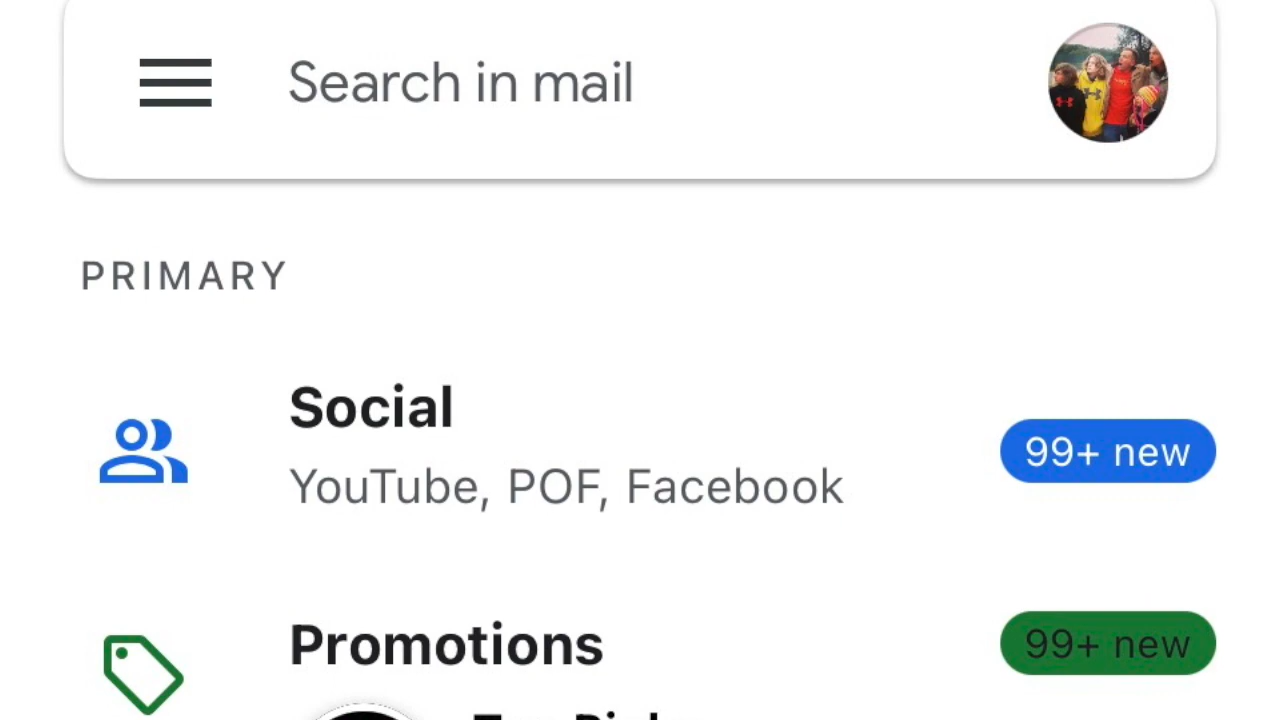 Search in mail
PRIMARY
Social
99+ new
YouTube, POF, Facebook
Promotions
99+ new